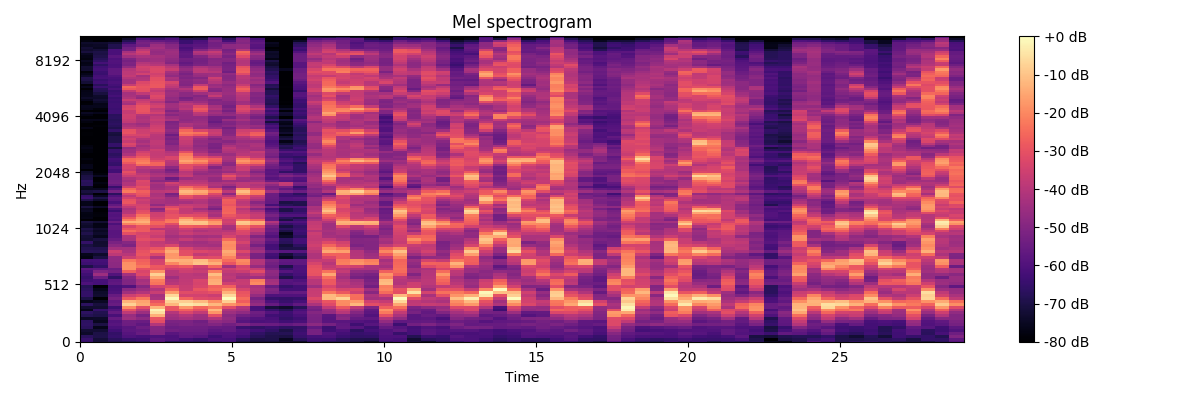 Mel spectrogram
8192
4096
2048
1024
512
0
Hz
0 5 10 15 20 25
Time
+0 dB
-10 dB
-20 dB
-30 dB
-40 dB
-50 dB
-60 dB
-70 dB
-80 dB